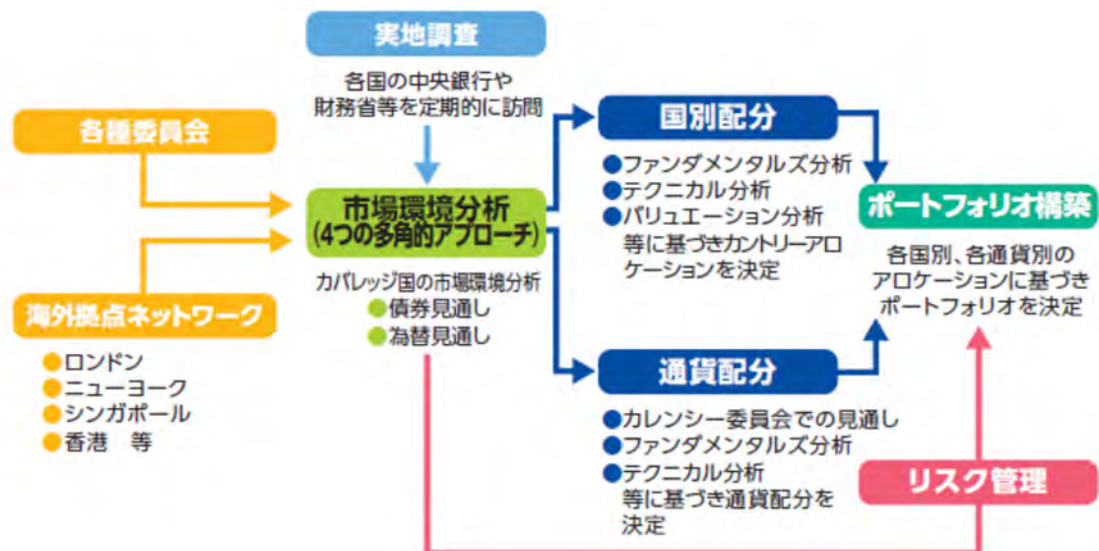 実地調査
各国の中央銀行や
財務省等を定期的に訪問
各種委員会
海外拠点ネットワーク
●ロンドン
●ニューヨーク
●シンガポール
●香港　等
市場環境分析
(4つの多角的アプローチ)
カバレッジ国の市場環境分析
●債券見通し
●為替見通し
国別配分
●ファンダメンタルズ分析
●テクニカル分析
●バリュエーション分析
等に基づきカントリーアロ
ケーションを決定
通貨配分
●カレンシー委員会での見通し
●ファンダメンタルズ分析
●テクニカル分析
等に基づき通貨配分を
決定
ポートフォリオ構築
各国別、各通貨別の
アロケーションに基づき
ポートフォリオを決定
リスク管理